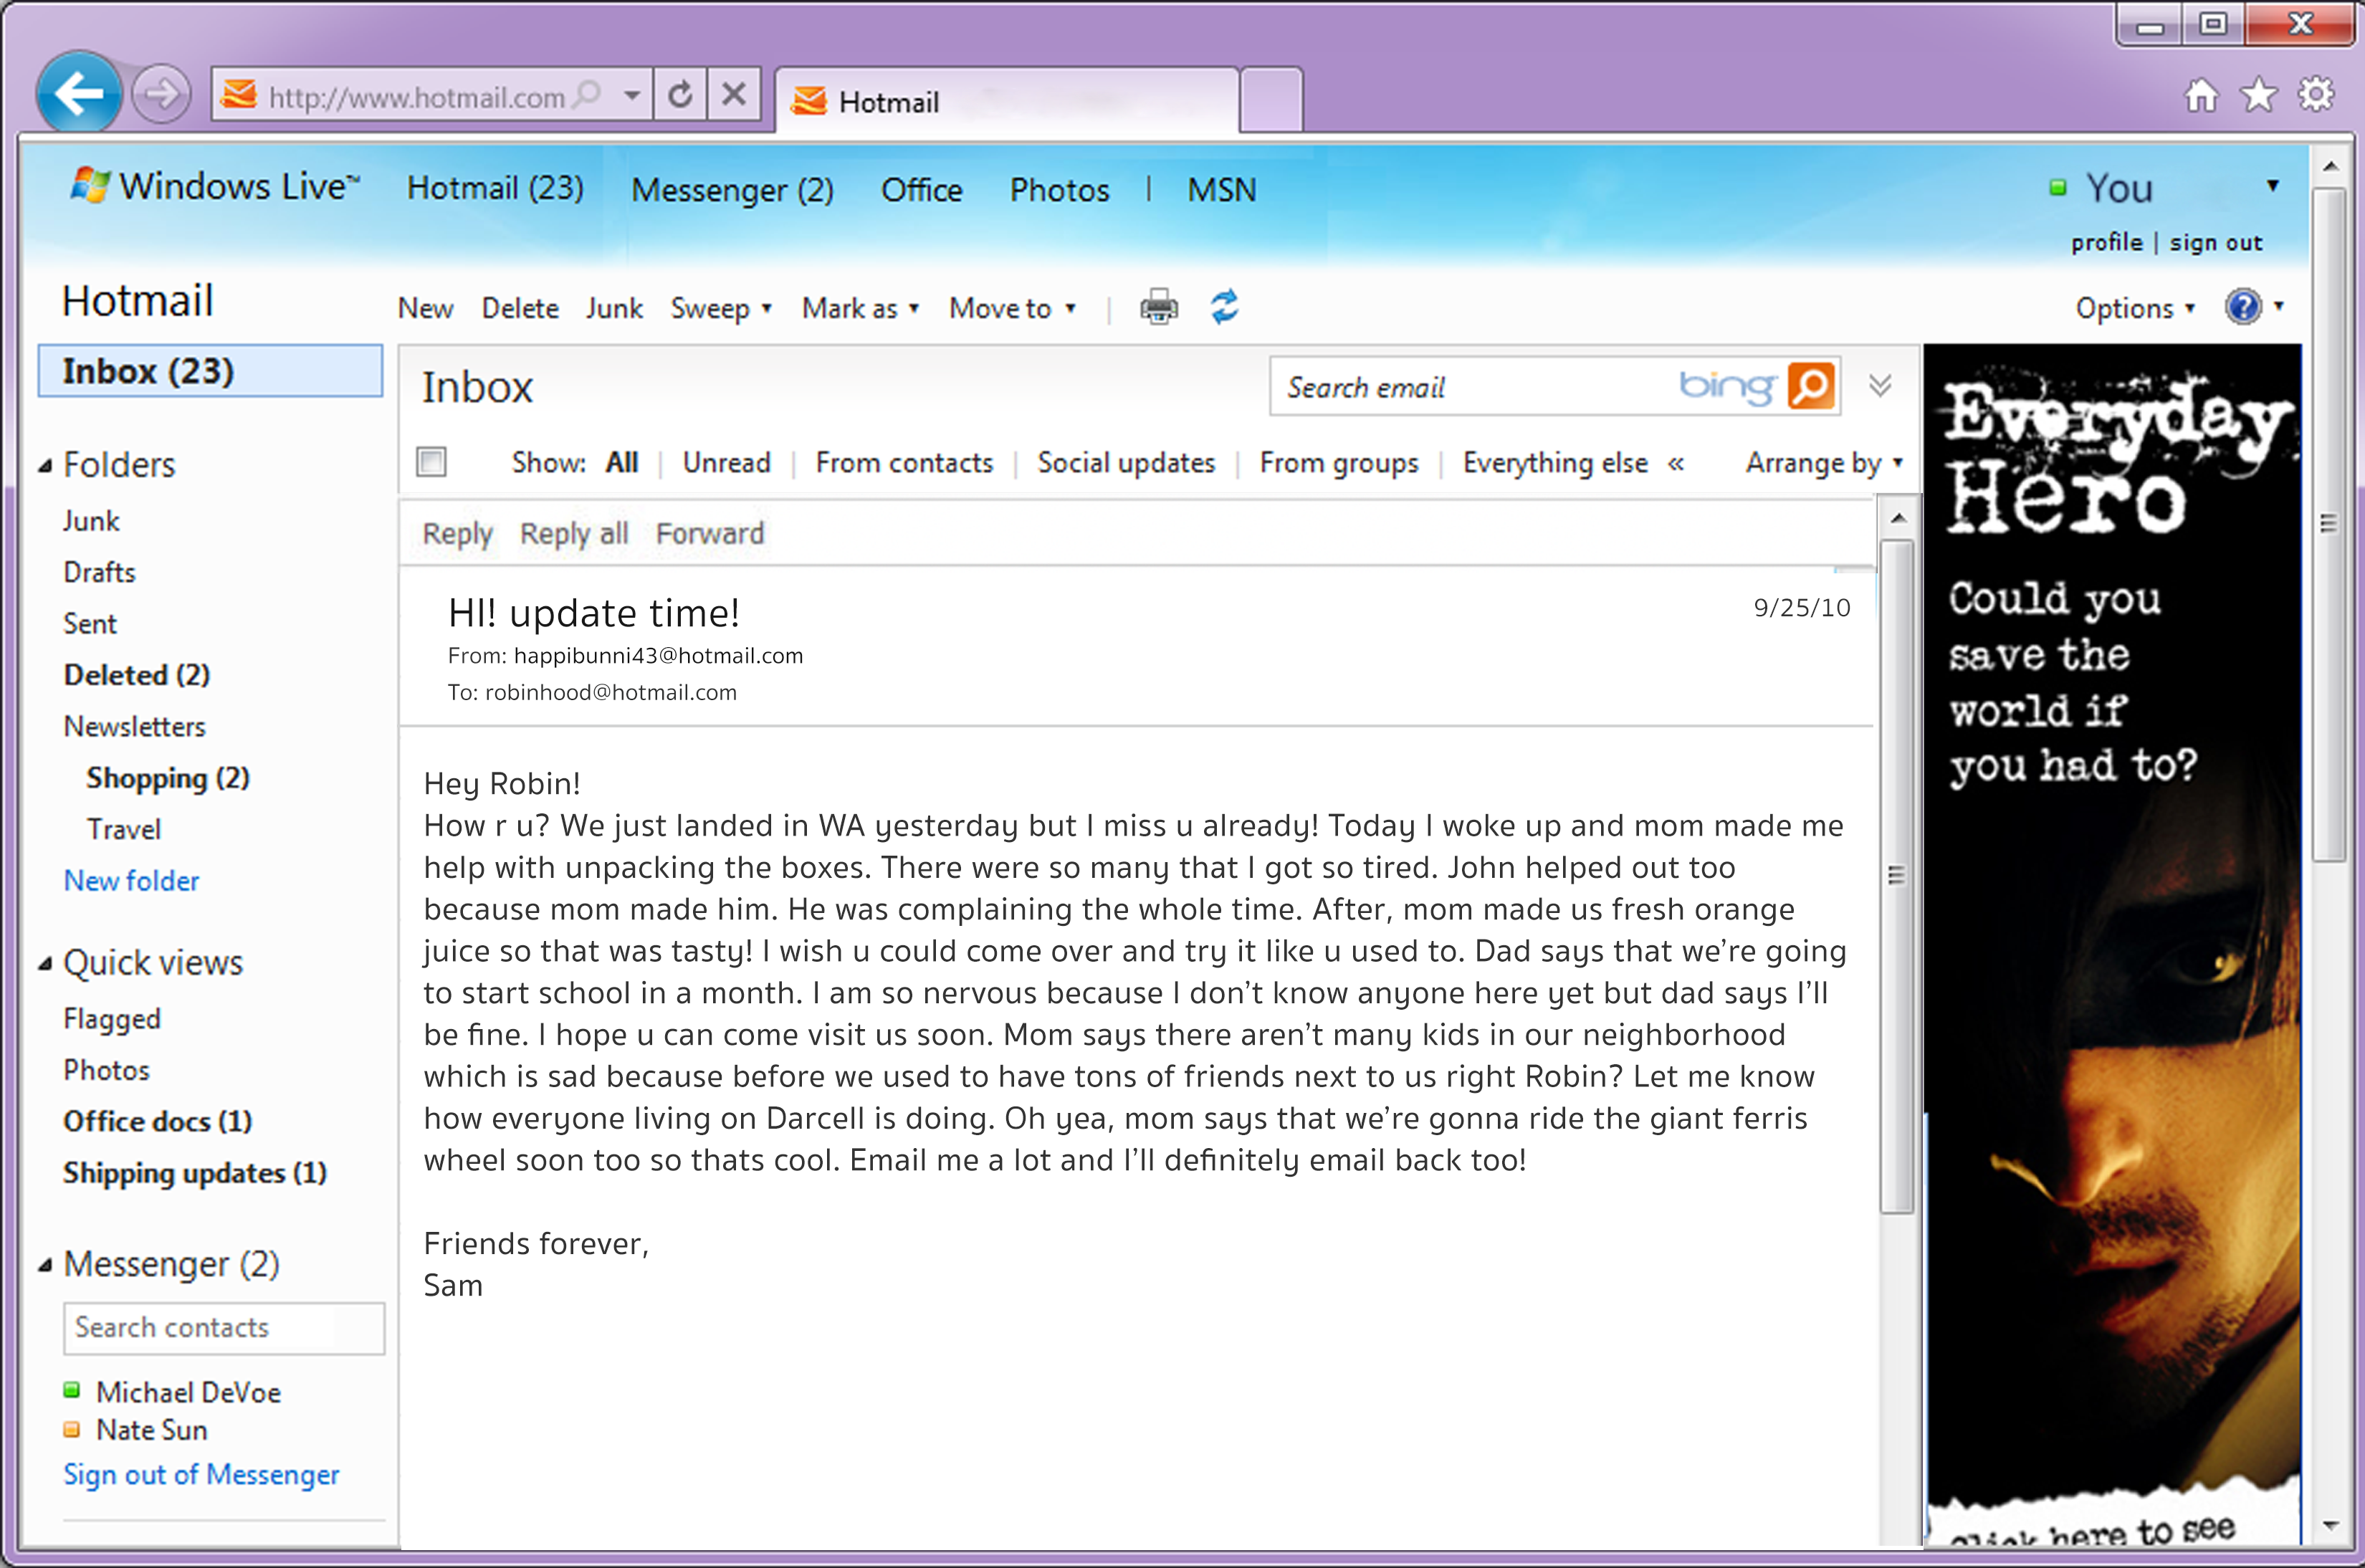 http://www.hotmail.com
Hotmail
Windows Live™ Hotmail (23) Messenger (2) Office Photos | MSN
You
profile | sign out
Hotmail
New Delete Junk Sweep Mark as Move to |
Options
Inbox (23)
Folders
Junk
Drafts
Sent
Deleted (2)
Newsletters
Shopping (2)
Travel
New folder
Quick views
Flagged
Photos
Office docs (1)
Shipping updates (1)
Messenger (2)
Search contacts
Michael DeVoe
Nate Sun
Sign out of Messenger
Inbox
Search email bing
Show: All | Unread | From contacts | Social updates | From groups | Everything else « Arrange by
Reply Reply all Forward
HI! update time!
9/25/10
From: happibunni43@hotmail.com
To: robinhood@hotmail.com
Hey Robin!
How r u? We just landed in WA yesterday but I miss u already! Today I woke up and mom made me
help with unpacking the boxes. There were so many that I got so tired. John helped out too
because mom made him. He was complaining the whole time. After, mom made us fresh orange
juice so that was tasty! I wish u could come over and try it like u used to. Dad says that we’re going
to start school in a month. I am so nervous because I don’t know anyone here yet but dad says I’ll
be fine. I hope u can come visit us soon. Mom says there aren’t many kids in our neighborhood
which is sad because before we used to have tons of friends next to us right Robin? Let me know
how everyone living on Darcell is doing. Oh yea, mom says that we’re gonna ride the giant ferris
wheel soon too so thats cool. Email me a lot and I’ll definitely email back too!
Friends forever,
Sam
Everyday
Hero
Could you
save the
world if
you had to?
click here to see